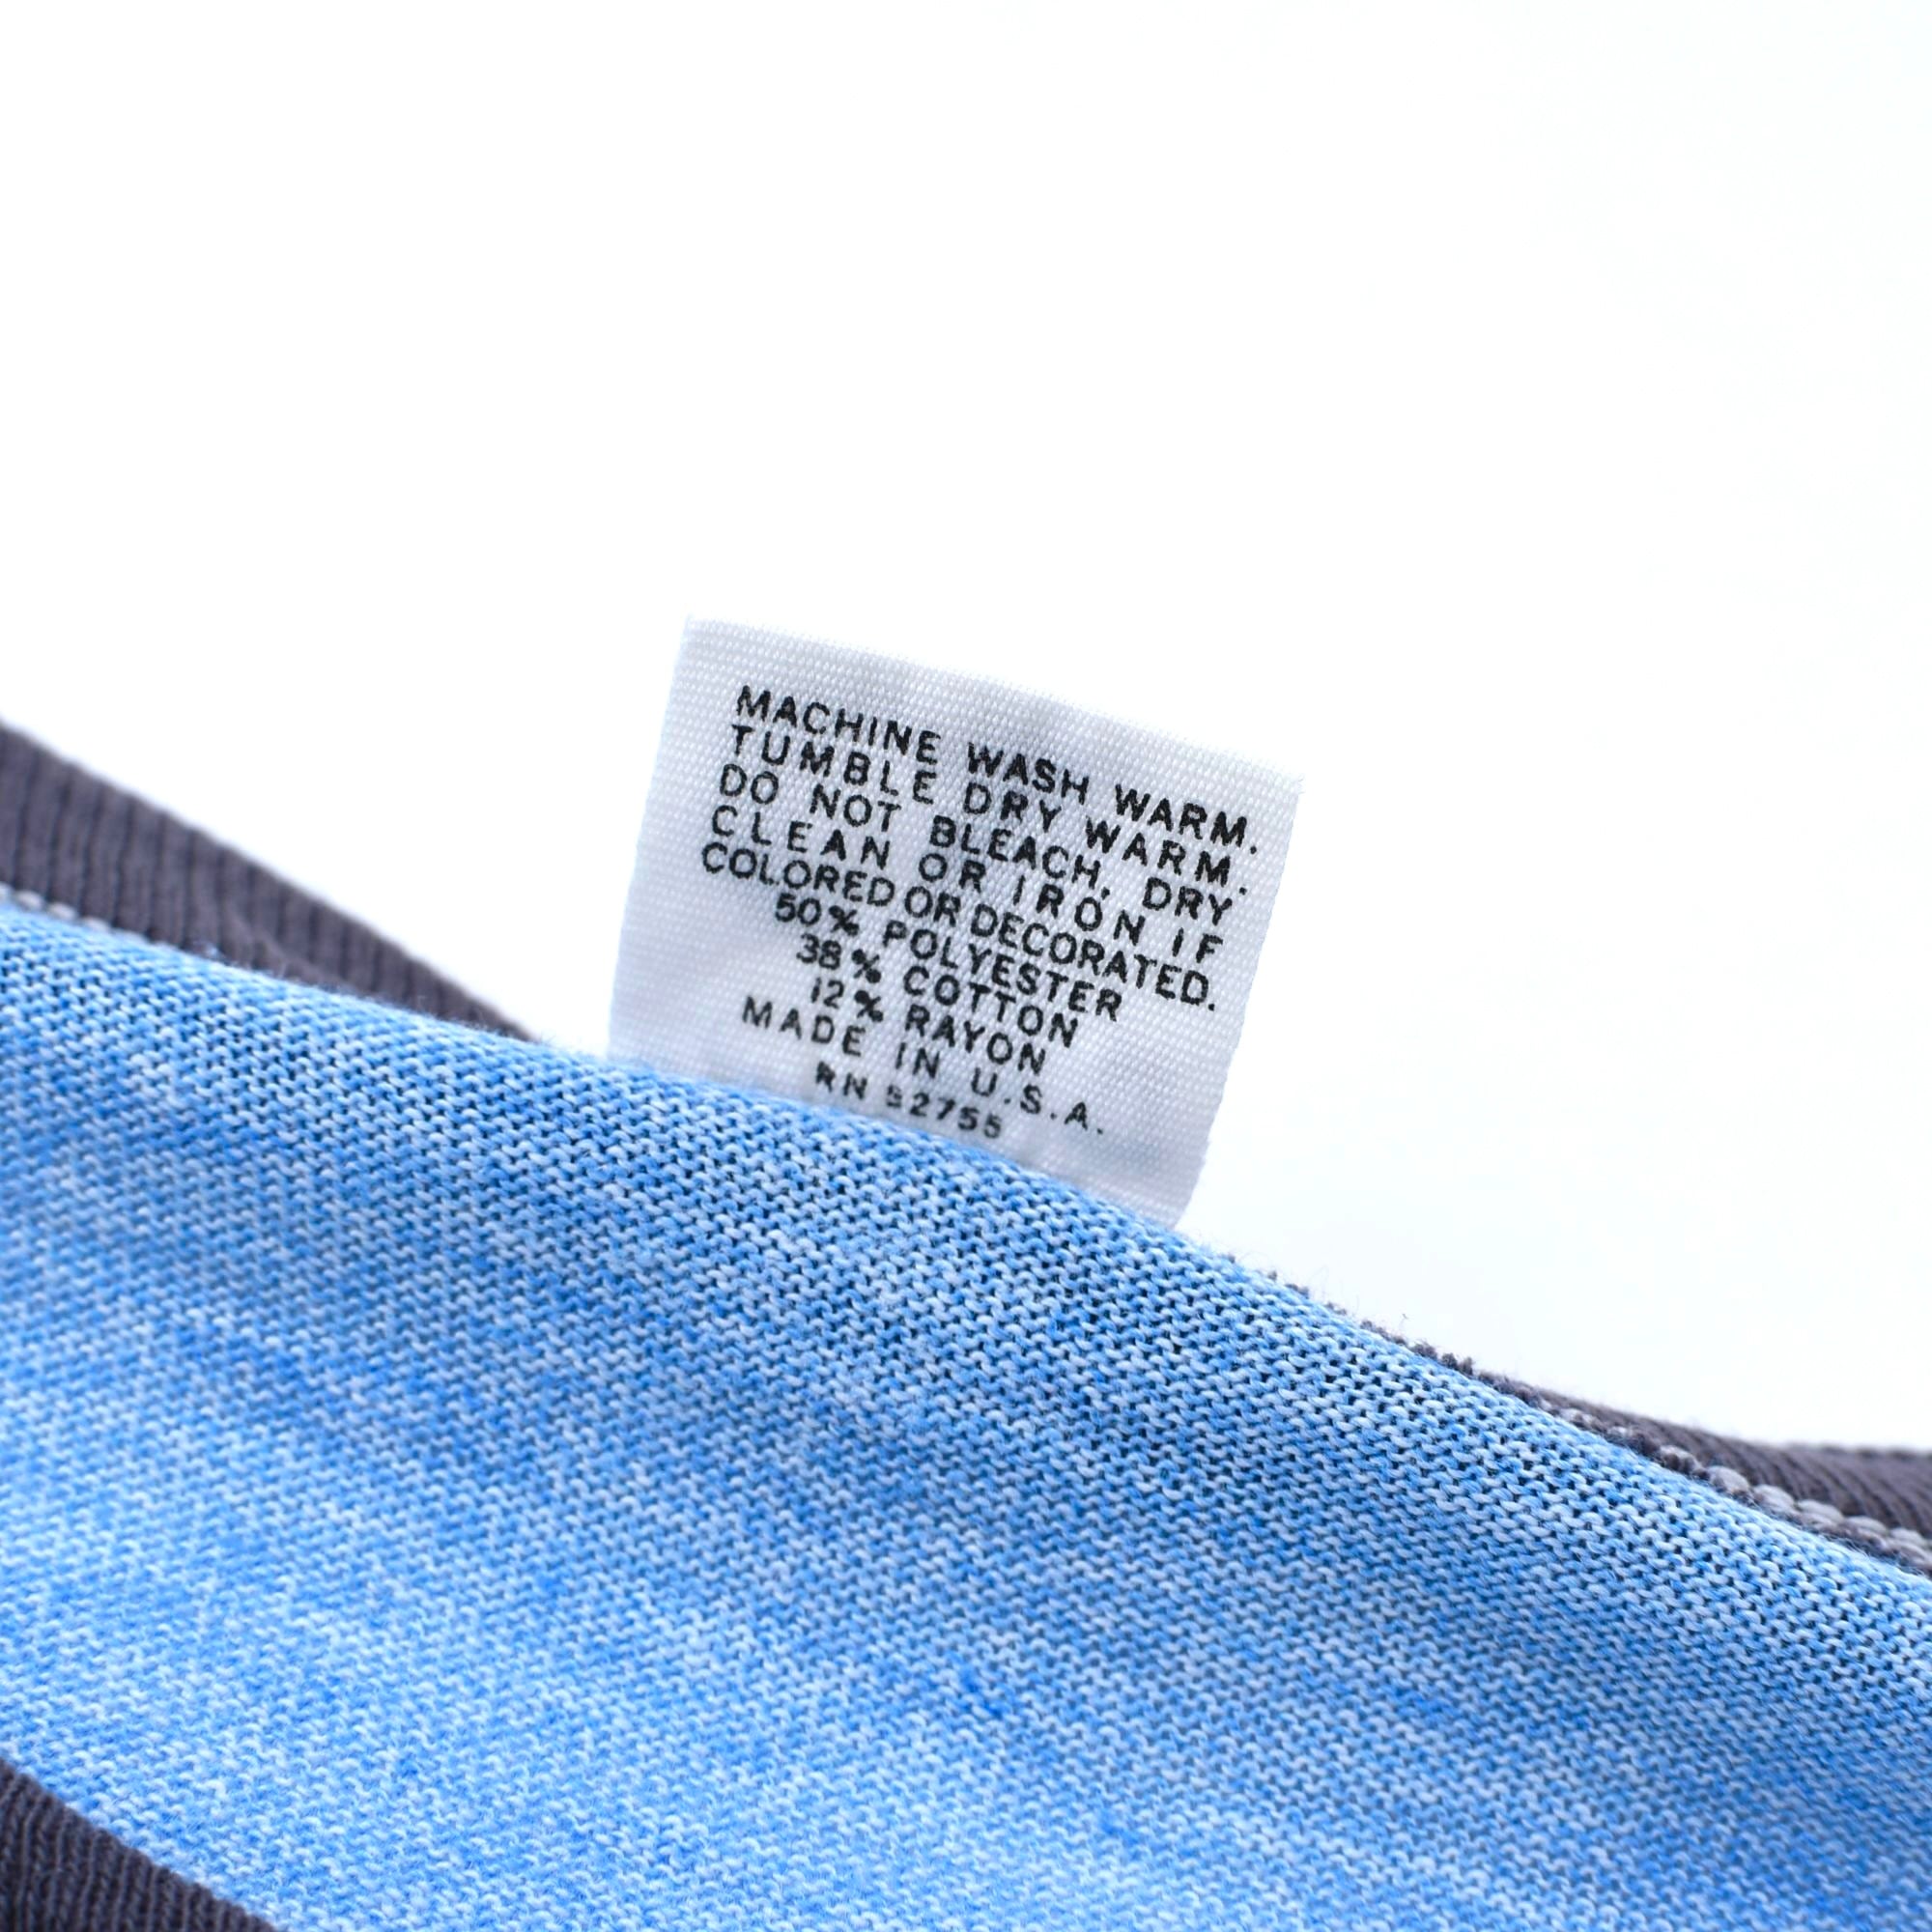 MACHINE WASH WARM.
TUMBLE DRY WARM.
DO NOT BLEACH, DRY
CLEAN OR IRON IF
COLORED OR DECORATED.
50% POLYESTER
38% COTTON
12% RAYON
MADE IN U.S.A.
RN 52755